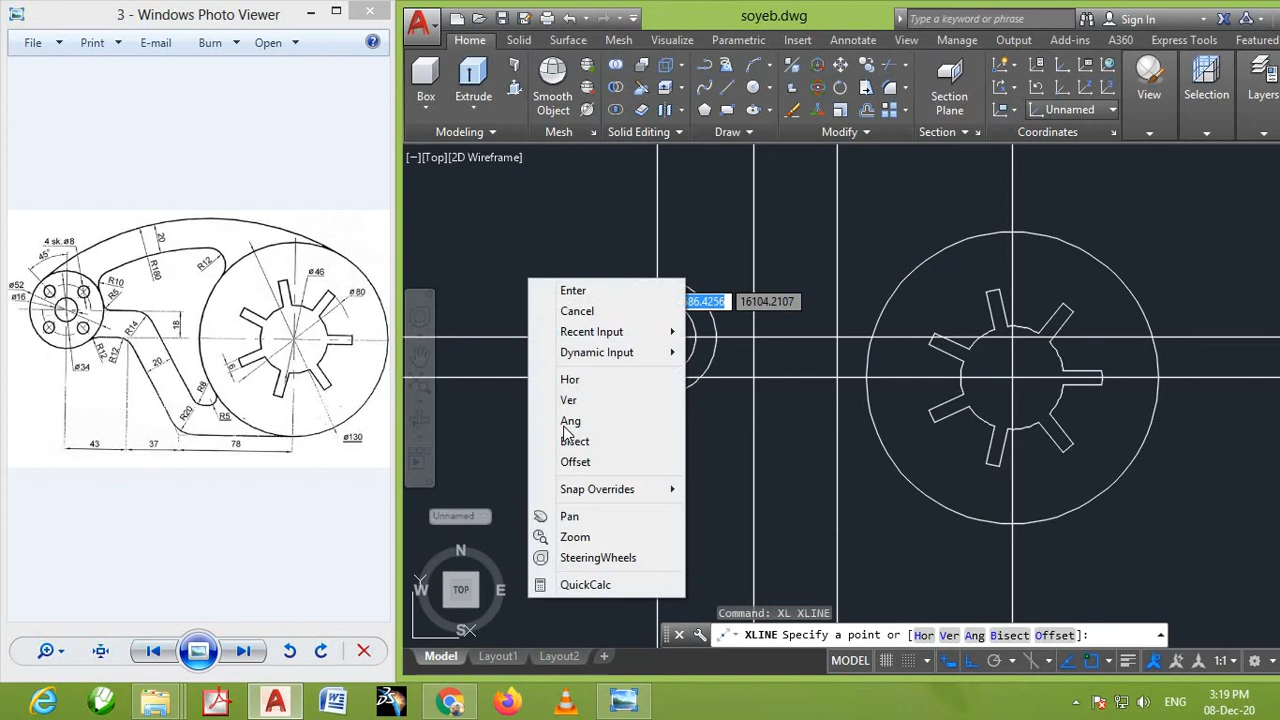 3 - Windows Photo Viewer
File Print E-mail Burn Open
4 sk. ø8
45°
20
R180
R10
R5
R12
ø46
ø80
ø52
ø16
R14
18
R12
R12
20
ø34
6
R8
R5
R20
ø130
43 37 78
soyeb.dwg
Type a keyword or phrase
Sign In
Home Solid Surface Mesh Visualize Parametric Insert Annotate View Manage Output Add-ins A360 Express Tools Featured
Box
Extrude
Smooth Object
Section Plane
Unnamed
View
Selection
Layers
Modeling Mesh Solid Editing Draw Modify Section Coordinates
[−][Top][2D Wireframe]
86.4256 16104.2107
Enter
Cancel
Recent Input
Dynamic Input
Hor
Ver
Ang
Bisect
Offset
Snap Overrides
Pan
Zoom
SteeringWheels
QuickCalc
Unnamed
N
W TOP E
S
Y
X
Command: XL XLINE
XLINE Specify a point or [Hor Ver Ang Bisect Offset]:
Model Layout1 Layout2 +
MODEL 1:1
ENG
3:19 PM
08-Dec-20